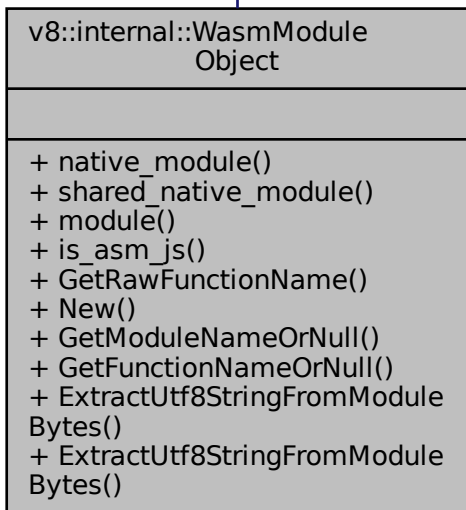 v8::internal::WasmModule
Object
+ native_module()
+ shared_native_module()
+ module()
+ is_asm_js()
+ GetRawFunctionName()
+ New()
+ GetModuleNameOrNull()
+ GetFunctionNameOrNull()
+ ExtractUtf8StringFromModule
Bytes()
+ ExtractUtf8StringFromModule
Bytes()